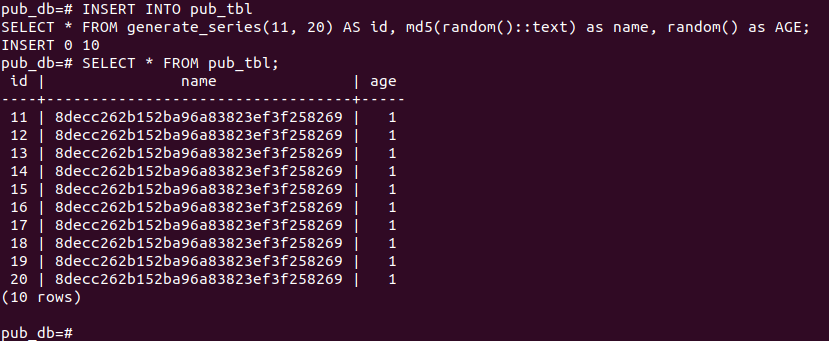 pub_db=# INSERT INTO pub_tbl
SELECT * FROM generate_series(11, 20) AS id, md5(random()::text) as name, random() as AGE;
INSERT 0 10
pub_db=# SELECT * FROM pub_tbl;
 id |               name               | age
----+----------------------------------+-----
 11 | 8decc262b152ba96a83823ef3f258269 |   1
 12 | 8decc262b152ba96a83823ef3f258269 |   1
 13 | 8decc262b152ba96a83823ef3f258269 |   1
 14 | 8decc262b152ba96a83823ef3f258269 |   1
 15 | 8decc262b152ba96a83823ef3f258269 |   1
 16 | 8decc262b152ba96a83823ef3f258269 |   1
 17 | 8decc262b152ba96a83823ef3f258269 |   1
 18 | 8decc262b152ba96a83823ef3f258269 |   1
 19 | 8decc262b152ba96a83823ef3f258269 |   1
 20 | 8decc262b152ba96a83823ef3f258269 |   1
(10 rows)

pub_db=#